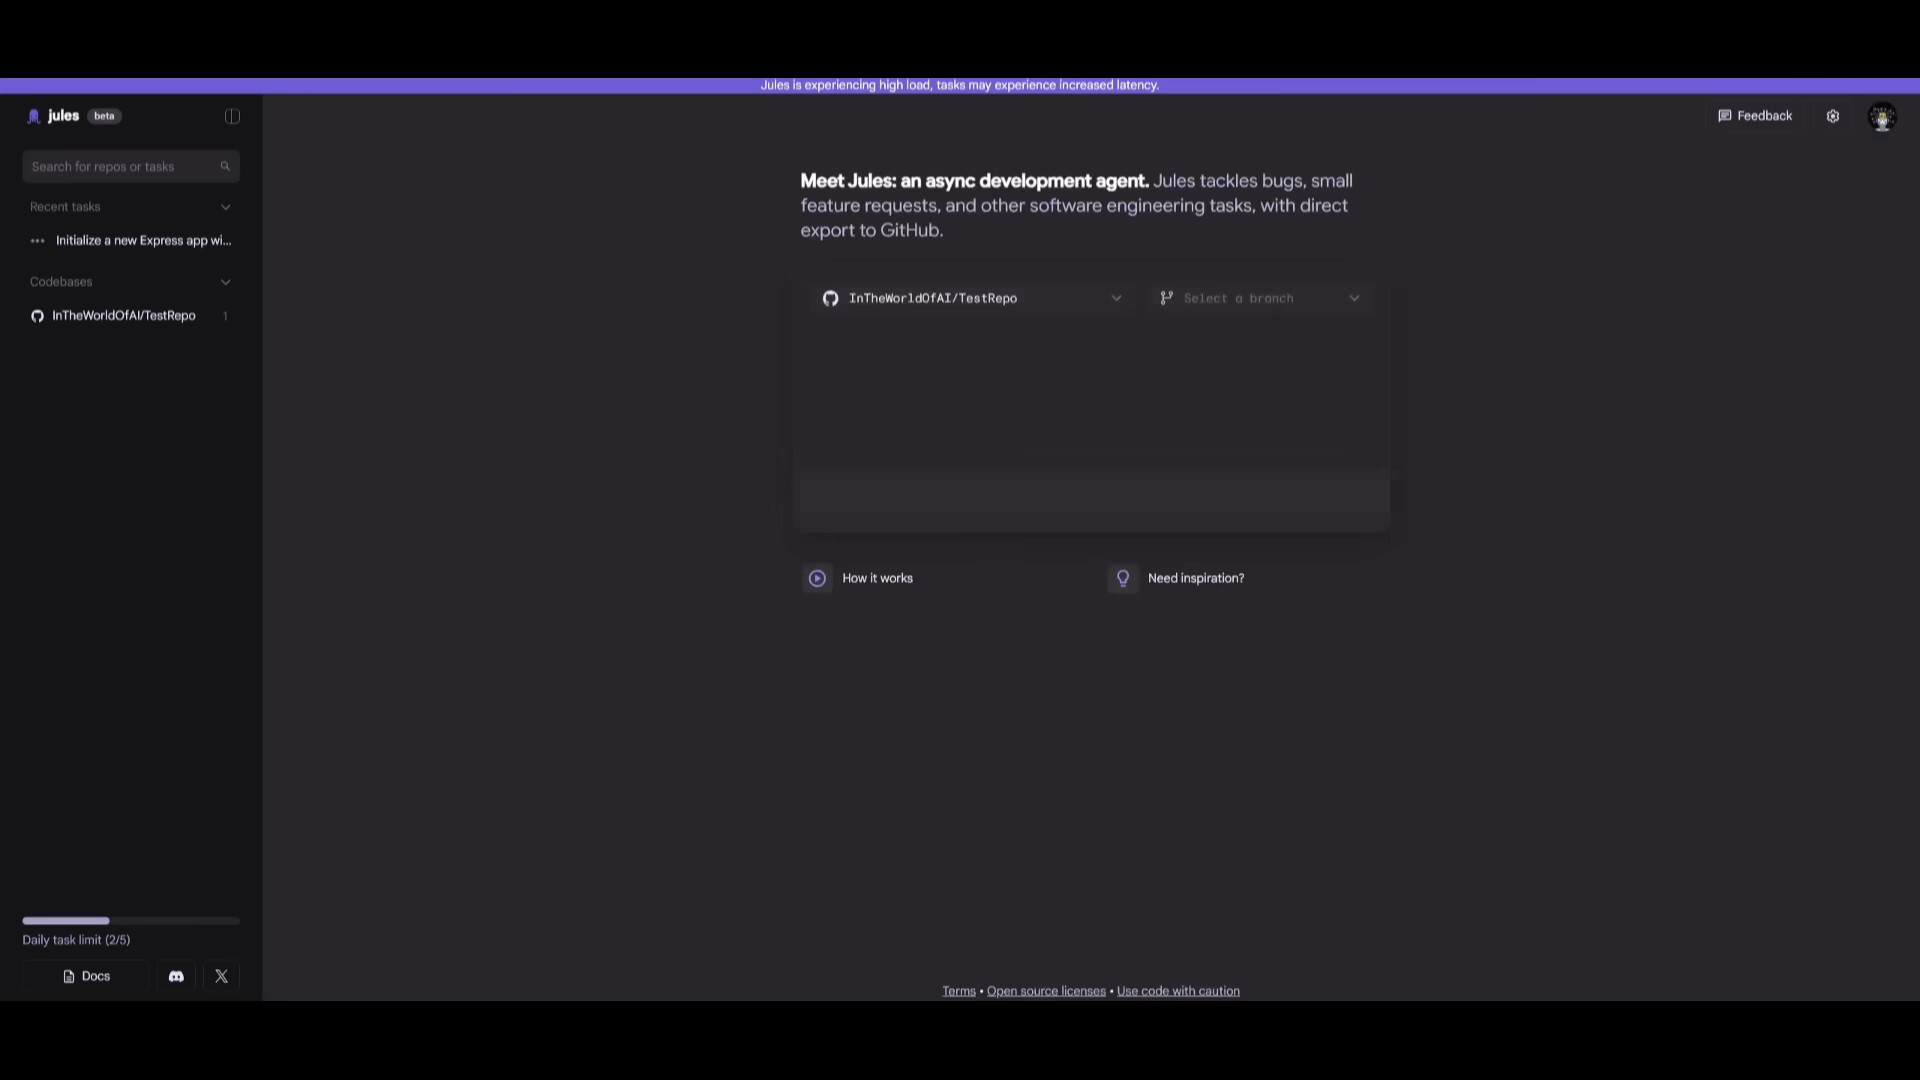 Jules is experiencing high load, tasks may experience increased latency.
jules beta
Feedback
Search for repos or tasks
Recent tasks
Initialize a new Express app wi...
Codebases
InTheWorldOfAI/TestRepo 1
Meet Jules: an async development agent. Jules tackles bugs, small
feature requests, and other software engineering tasks, with direct
export to GitHub.
InTheWorldOfAI/TestRepo
Select a branch
How it works
Need inspiration?
Daily task limit (2/5)
Docs
Terms • Open source licenses • Use code with caution